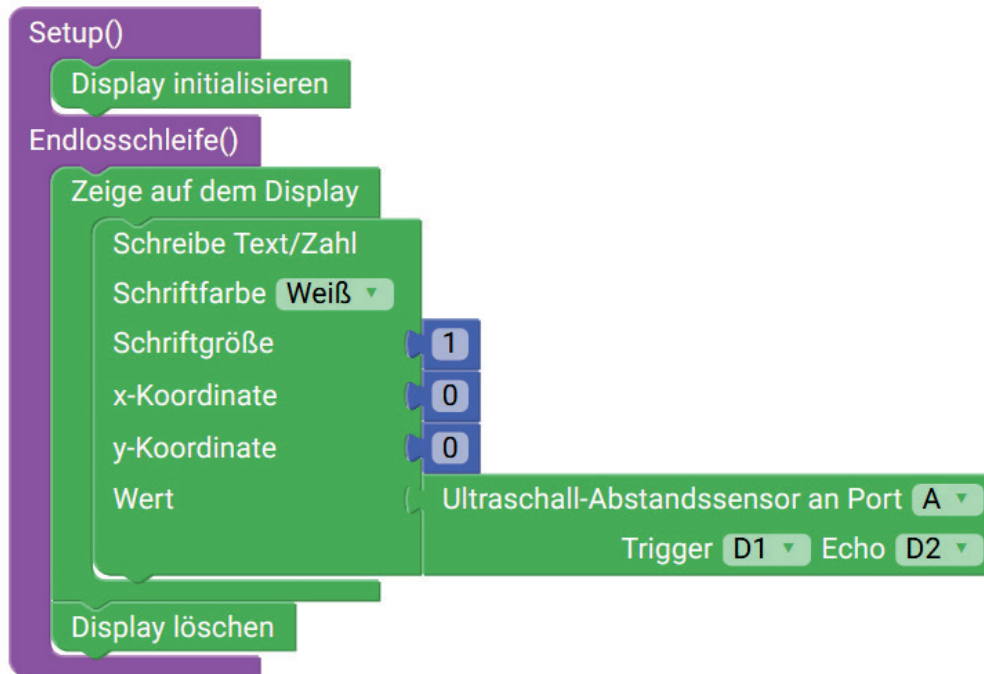 Setup()
Display initialisieren
Endlosschleife()
Zeige auf dem Display
Schreibe Text/Zahl
Schriftfarbe Weiß
Schriftgröße 1
x-Koordinate 0
y-Koordinate 0
Wert Ultraschall-Abstandssensor an Port A
Trigger D1 Echo D2
Display löschen